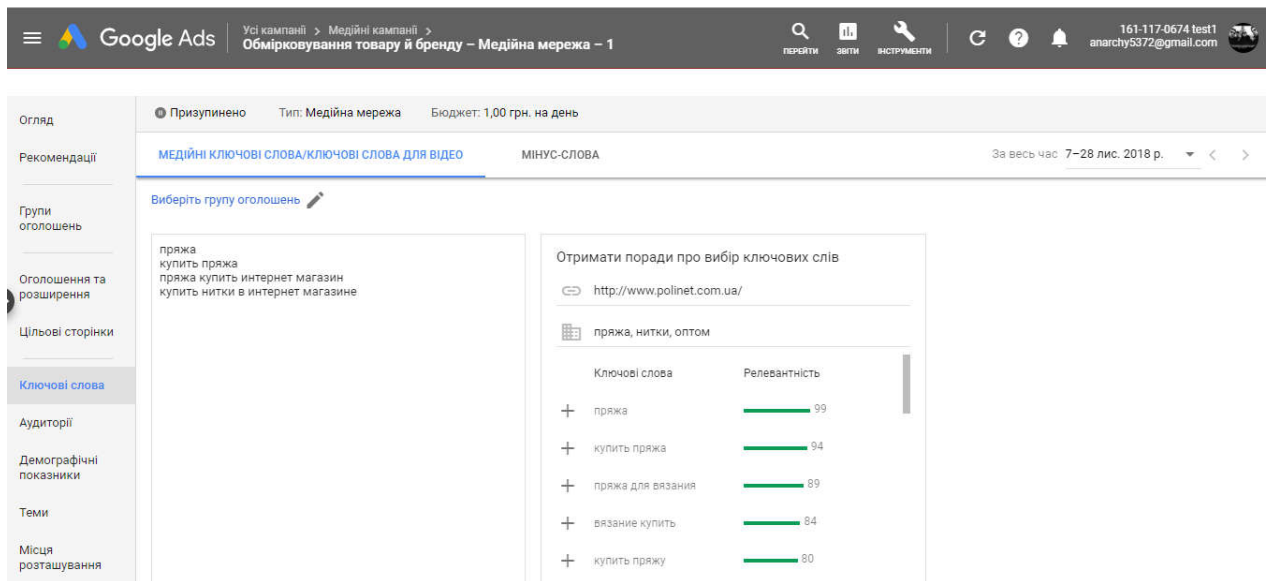 Google Ads
Усі кампанії > Медійні кампанії >
Обмірковування товару й бренду – Медійна мережа – 1
ПЕРЕЙТИ
ЗВІТИ
ІНСТРУМЕНТИ
161-117-0674 test1
anarchy5372@gmail.com
Огляд
Рекомендації
Групи
оголошень
Оголошення та
розширення
Цільові сторінки
Ключові слова
Аудиторії
Демографічні
показники
Теми
Місця
розташування
Призупинено Тип: Медійна мережа Бюджет: 1,00 грн. на день
МЕДІЙНІ КЛЮЧОВІ СЛОВА/КЛЮЧОВІ СЛОВА ДЛЯ ВІДЕО
МІНУС-СЛОВА
За весь час 7–28 лис. 2018 р.
Виберіть групу оголошень
пряжа
купить пряжа
пряжа купить интернет магазин
купить нитки в интернет магазине
Отримати поради про вибір ключових слів
http://www.polinet.com.ua/
пряжа, нитки, оптом
Ключові слова Релевантність
+ пряжа 99
+ купить пряжа 94
+ пряжа для вязания 89
+ вязание купить 84
+ купить пряжу 80